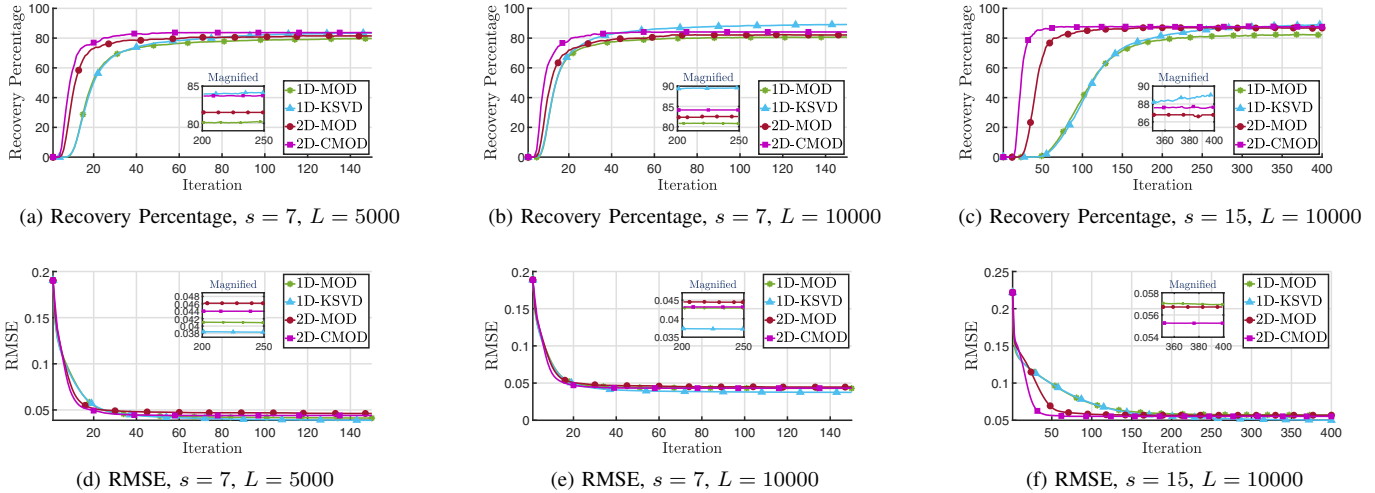 Recovery Percentage
100
80
60
40
20
0
20
40
60
80
100
120
140
Iteration
Magnified
85
80
200
250
1D-MOD
1D-KSVD
2D-MOD
2D-CMOD
(a) Recovery Percentage, s = 7, L = 5000
Recovery Percentage
100
80
60
40
20
0
20
40
60
80
100
120
140
Iteration
Magnified
90
85
80
200
250
1D-MOD
1D-KSVD
2D-MOD
2D-CMOD
(b) Recovery Percentage, s = 7, L = 10000
Recovery Percentage
100
80
60
40
20
0
50
100
150
200
250
300
350
400
Iteration
Magnified
90
88
86
360
380
400
1D-MOD
1D-KSVD
2D-MOD
2D-CMOD
(c) Recovery Percentage, s = 15, L = 10000
RMSE
0.2
0.15
0.1
0.05
20
40
60
80
100
120
140
Iteration
Magnified
0.048
0.046
0.044
0.042
0.04
0.038
200
250
1D-MOD
1D-KSVD
2D-MOD
2D-CMOD
(d) RMSE, s = 7, L = 5000
RMSE
0.2
0.15
0.1
0.05
0
20
40
60
80
100
120
140
Iteration
Magnified
0.045
0.04
0.035
200
250
1D-MOD
1D-KSVD
2D-MOD
2D-CMOD
(e) RMSE, s = 7, L = 10000
RMSE
0.25
0.2
0.15
0.1
0.05
50
100
150
200
250
300
350
400
Iteration
Magnified
0.058
0.056
0.054
360
380
400
1D-MOD
1D-KSVD
2D-MOD
2D-CMOD
(f) RMSE, s = 15, L = 10000